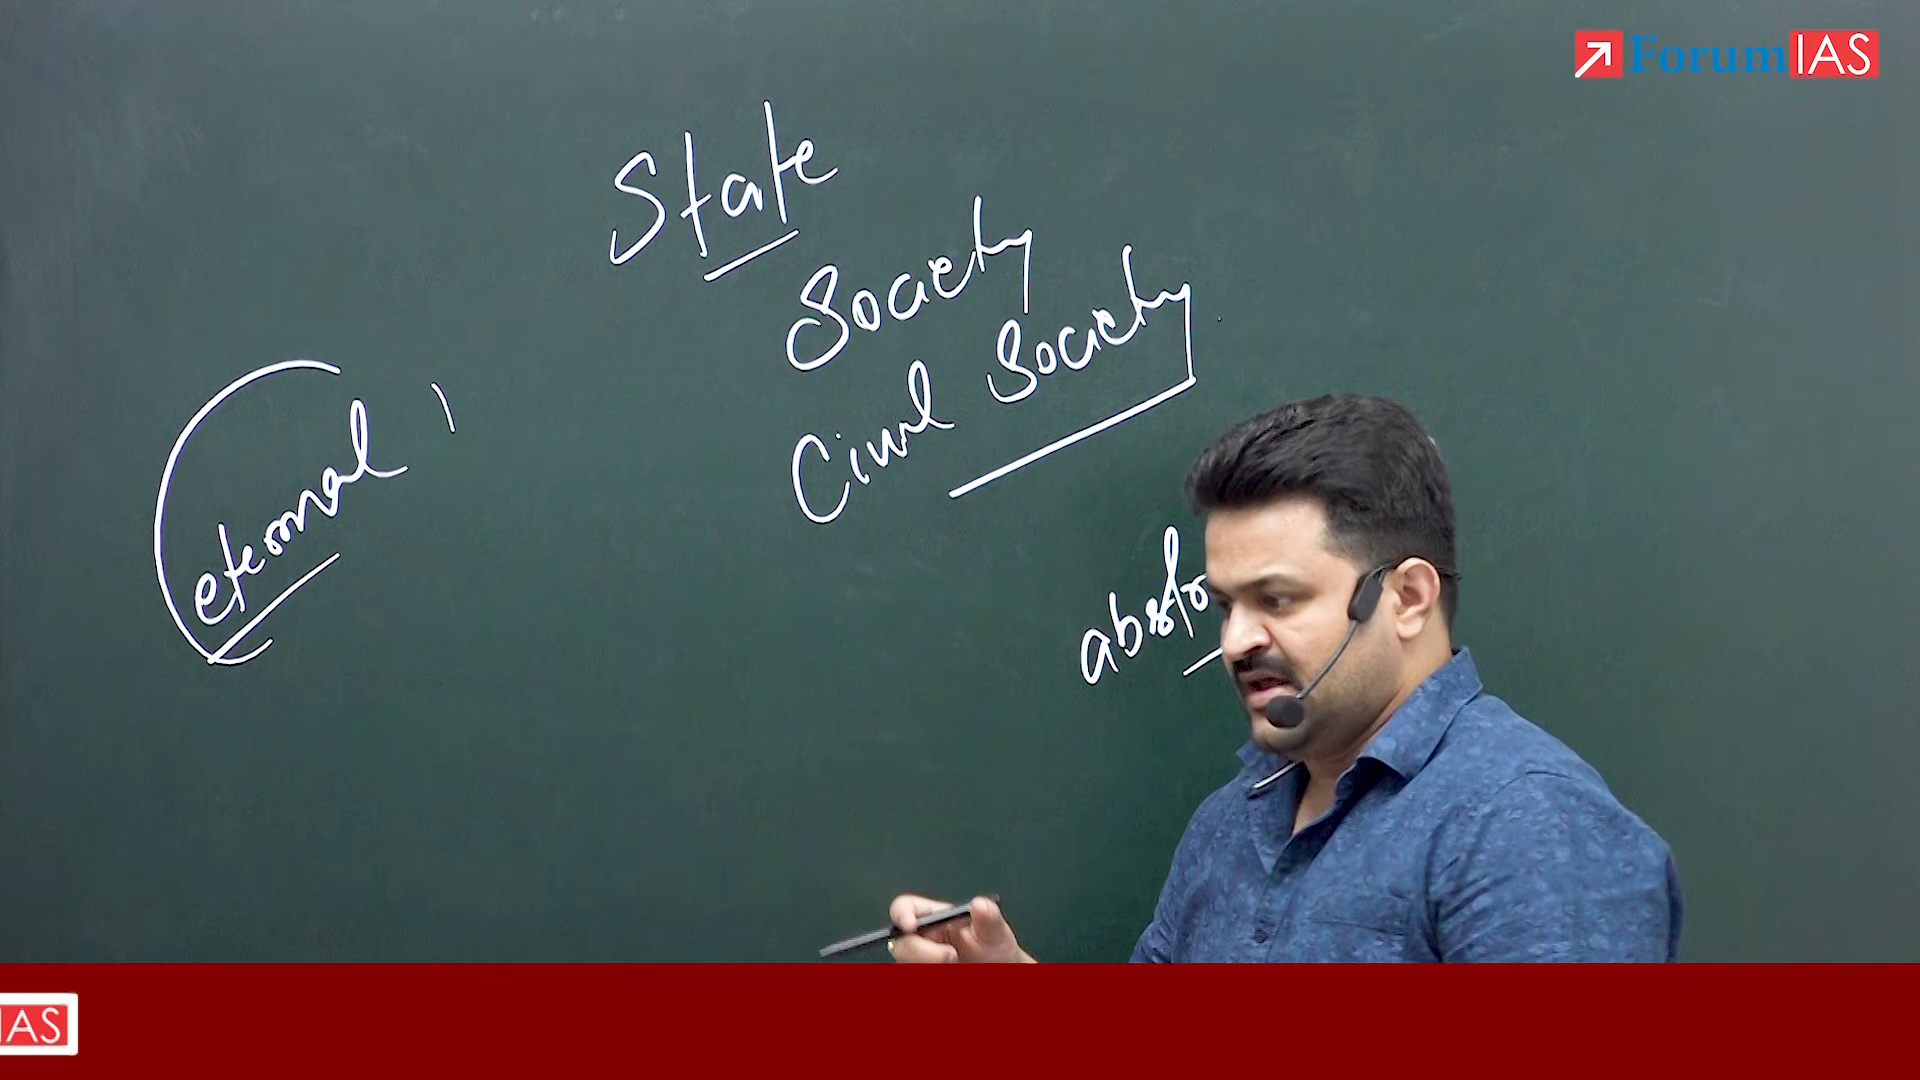 ForumIAS
State
Society
Civil Society
eternal
IAS